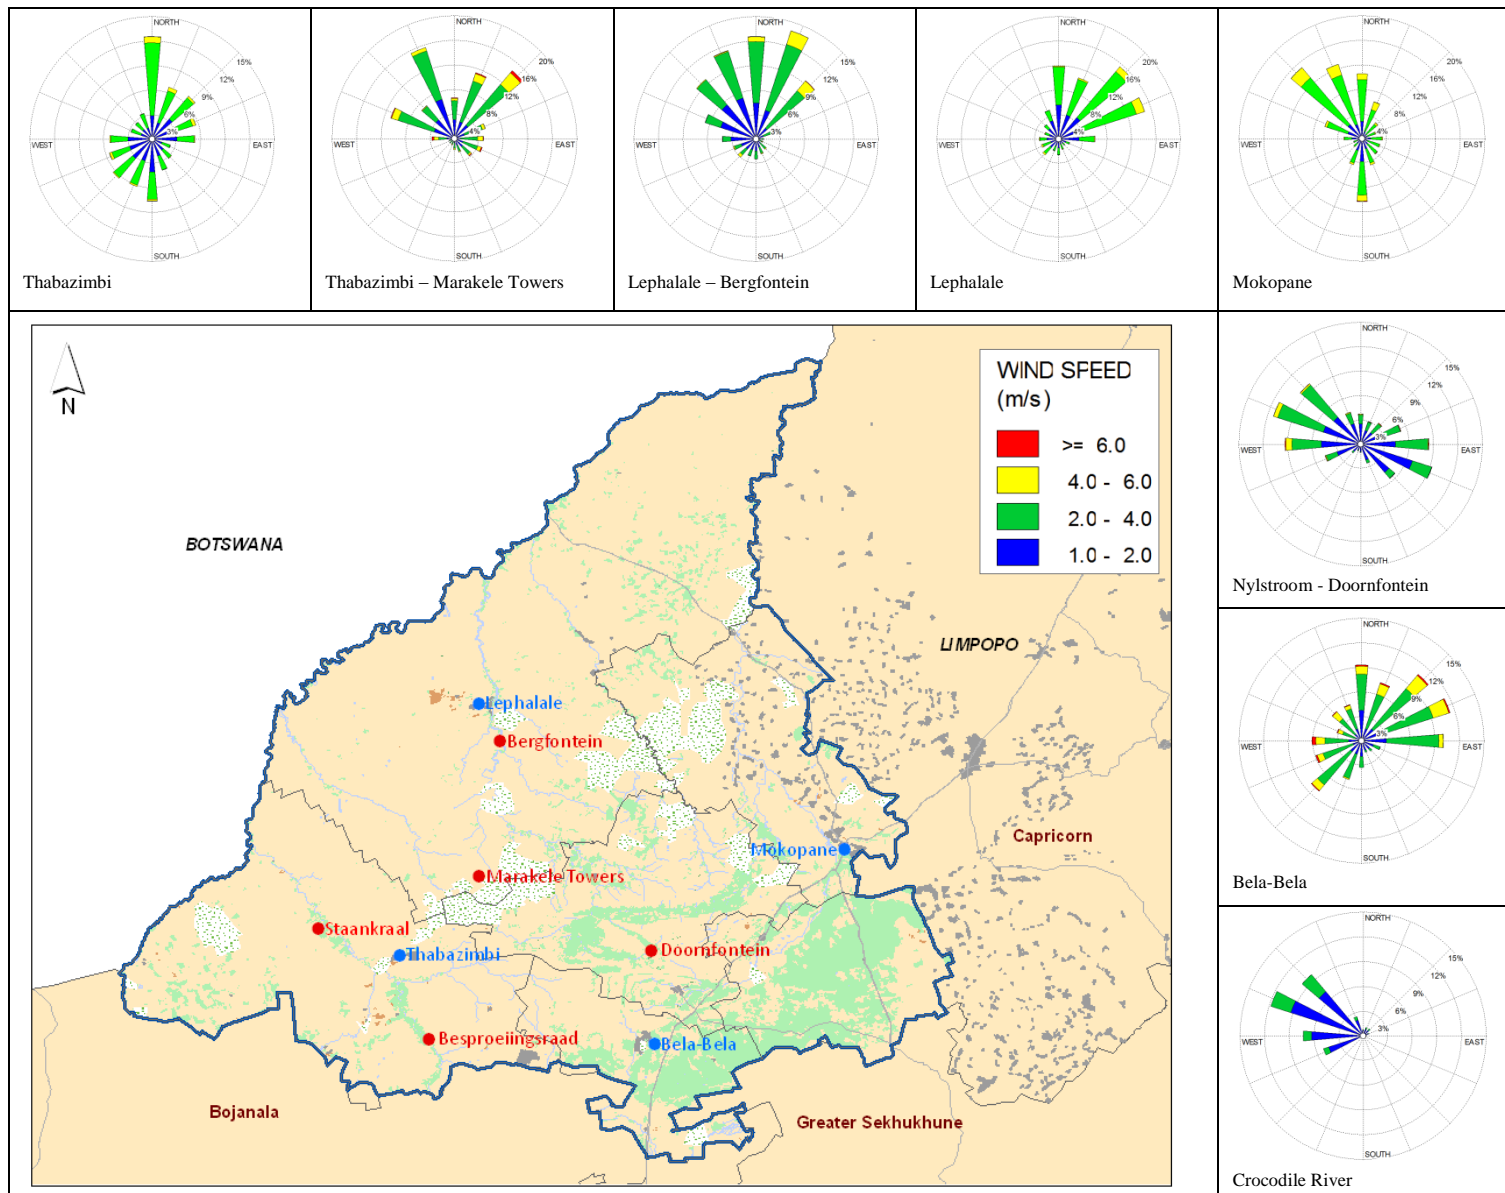 NORTH
15%
12%
9%
6%
3%
WEST
EAST
SOUTH
Thabazimbi
NORTH
20%
16%
12%
8%
4%
WEST
EAST
SOUTH
Thabazimbi – Marakele Towers
NORTH
15%
12%
9%
6%
3%
WEST
EAST
SOUTH
Lephalale – Bergfontein
NORTH
20%
16%
12%
8%
4%
WEST
EAST
SOUTH
Lephalale
NORTH
20%
16%
12%
8%
4%
WEST
EAST
SOUTH
Mokopane
N
WIND SPEED
(m/s)
>= 6.0
4.0 - 6.0
2.0 - 4.0
1.0 - 2.0
BOTSWANA
LIMPOPO
Lephalale
Bergfontein
Capricorn
Mokopane
Marakele Towers
Staankraal
Thabazimbi
Doornfontein
Besproeiingsraad
Bela-Bela
Bojanala
Greater Sekhukhune
NORTH
15%
12%
9%
6%
3%
WEST
EAST
SOUTH
Nylstroom - Doornfontein
NORTH
15%
12%
9%
6%
3%
WEST
EAST
SOUTH
Bela-Bela
NORTH
15%
12%
9%
6%
3%
WEST
EAST
SOUTH
Crocodile River